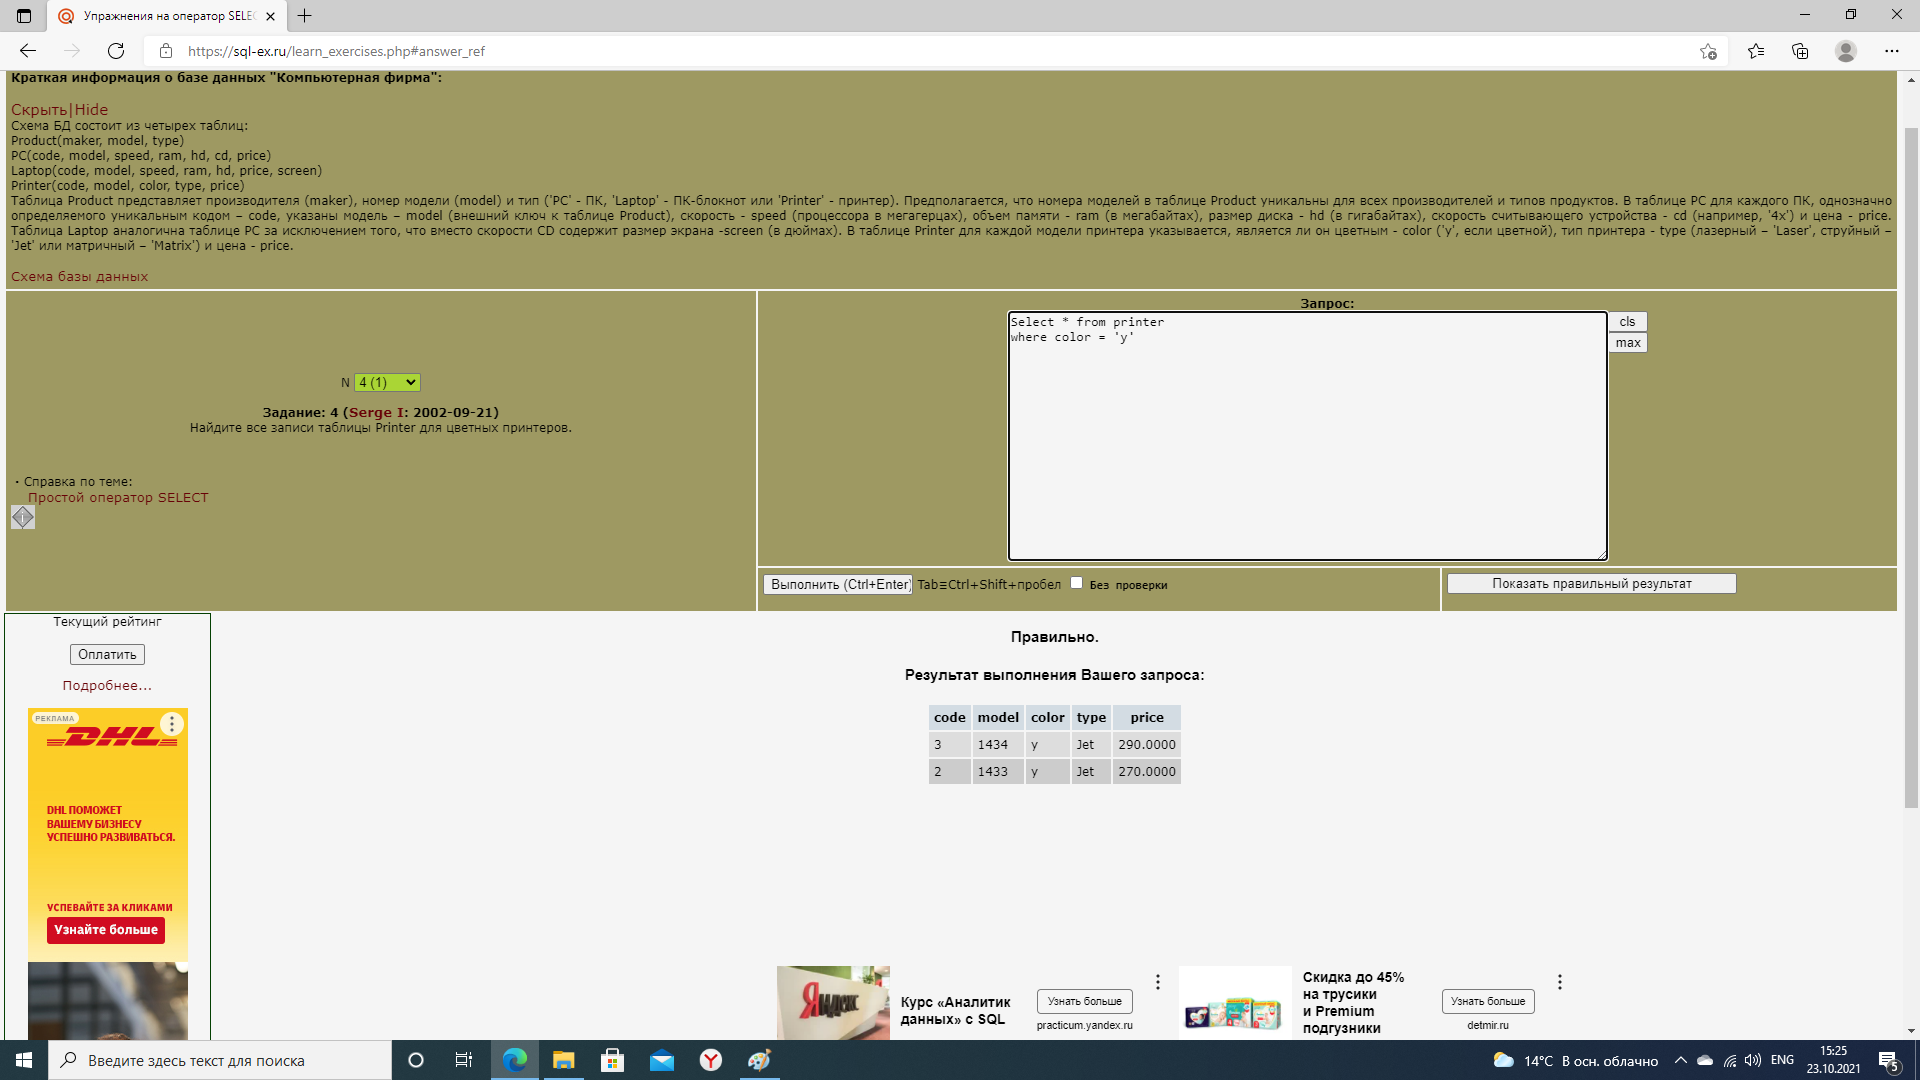 Упражнения на оператор SELEC
https://sql-ex.ru/learn_exercises.php#answer_ref
Краткая информация о базе данных "Компьютерная фирма":
Скрыть|Hide
Схема БД состоит из четырех таблиц:
Product(maker, model, type)
PC(code, model, speed, ram, hd, cd, price)
Laptop(code, model, speed, ram, hd, price, screen)
Printer(code, model, color, type, price)
Таблица Product представляет производителя (maker), номер модели (model) и тип ('PC' - ПК, 'Laptop' - ПК-блокнот или 'Printer' - принтер). Предполагается, что номера моделей в таблице Product уникальны для всех производителей и типов продуктов. В таблице PC для каждого ПК, однозначно
определяемого уникальным кодом – code, указаны модель – model (внешний ключ к таблице Product), скорость - speed (процессора в мегагерцах), объем памяти - ram (в мегабайтах), размер диска - hd (в гигабайтах), скорость считывающего устройства - cd (например, '4x') и цена - price.
Таблица Laptop аналогична таблице РС за исключением того, что вместо скорости CD содержит размер экрана -screen (в дюймах). В таблице Printer для каждой модели принтера указывается, является ли он цветным - color ('y', если цветной), тип принтера - type (лазерный – 'Laser', струйный –
'Jet' или матричный – 'Matrix') и цена - price.
Схема базы данных
Запрос:
Select * from printer
where color = 'y'
cls
max
N 4 (1)
Задание: 4 (Serge I: 2002-09-21)
Найдите все записи таблицы Printer для цветных принтеров.
· Справка по теме:
Простой оператор SELECT
Выполнить (Ctrl+Enter) Tab≡Ctrl+Shift+пробел Без проверки
Показать правильный результат
Текущий рейтинг
Оплатить
Подробнее...
Правильно.
Результат выполнения Вашего запроса:
code model color type price
3 1434 y Jet 290.0000
2 1433 y Jet 270.0000
РЕКЛАМА
DHL
DHL ПОМОЖЕТ
ВАШЕМУ БИЗНЕСУ
УСПЕШНО РАЗВИВАТЬСЯ.
УСПЕВАЙТЕ ЗА КЛИКАМИ
Узнайте больше
Яндекс
Курс «Аналитик
данных» с SQL
Узнать больше
practicum.yandex.ru
Скидка до 45%
на трусики
и Premium
подгузники
Узнать больше
detmir.ru
Введите здесь текст для поиска
14°C В осн. облачно
ENG
15:25
23.10.2021
5